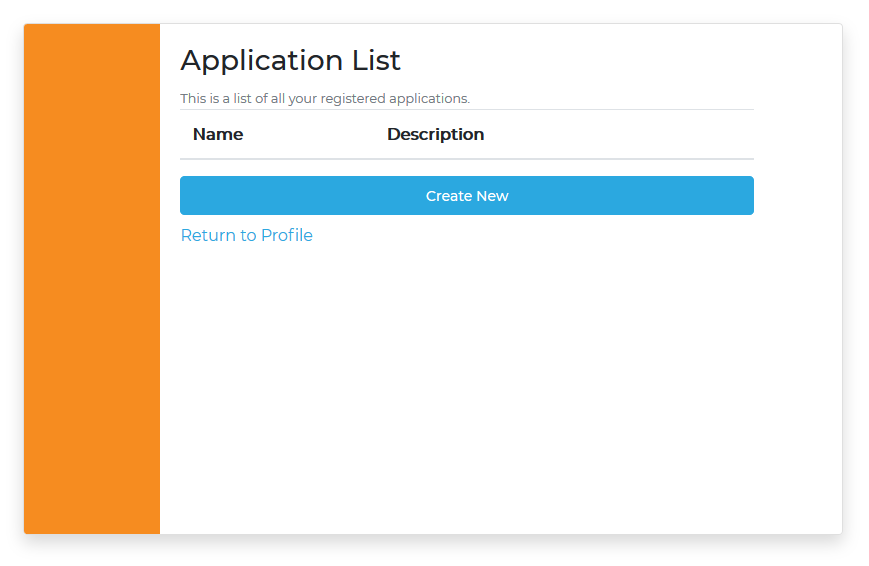 Application List
This is a list of all your registered applications.
Name Description
Create New
Return to Profile